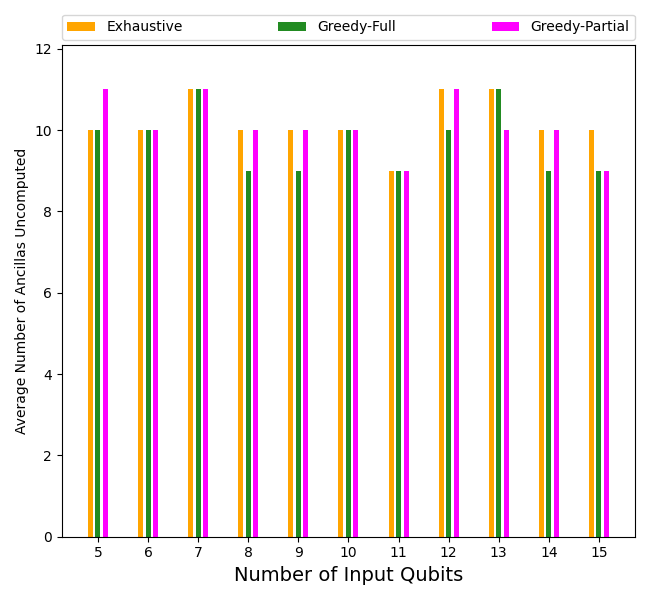 Exhaustive Greedy-Full Greedy-Partial
12
10
8
6
4
2
0
Average Number of Ancillas Uncomputed
5 6 7 8 9 10 11 12 13 14 15
Number of Input Qubits